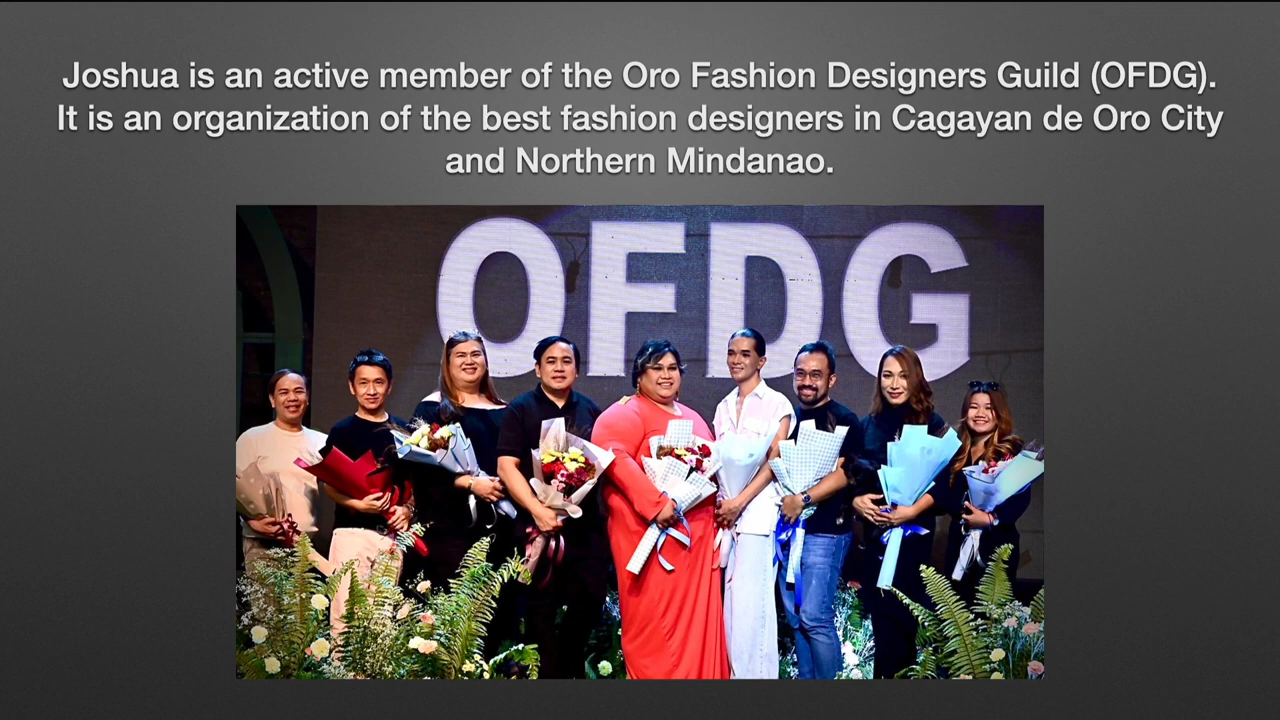 Joshua is an active member of the Oro Fashion Designers Guild (OFDG).
It is an organization of the best fashion designers in Cagayan de Oro City
and Northern Mindanao.
OFDG